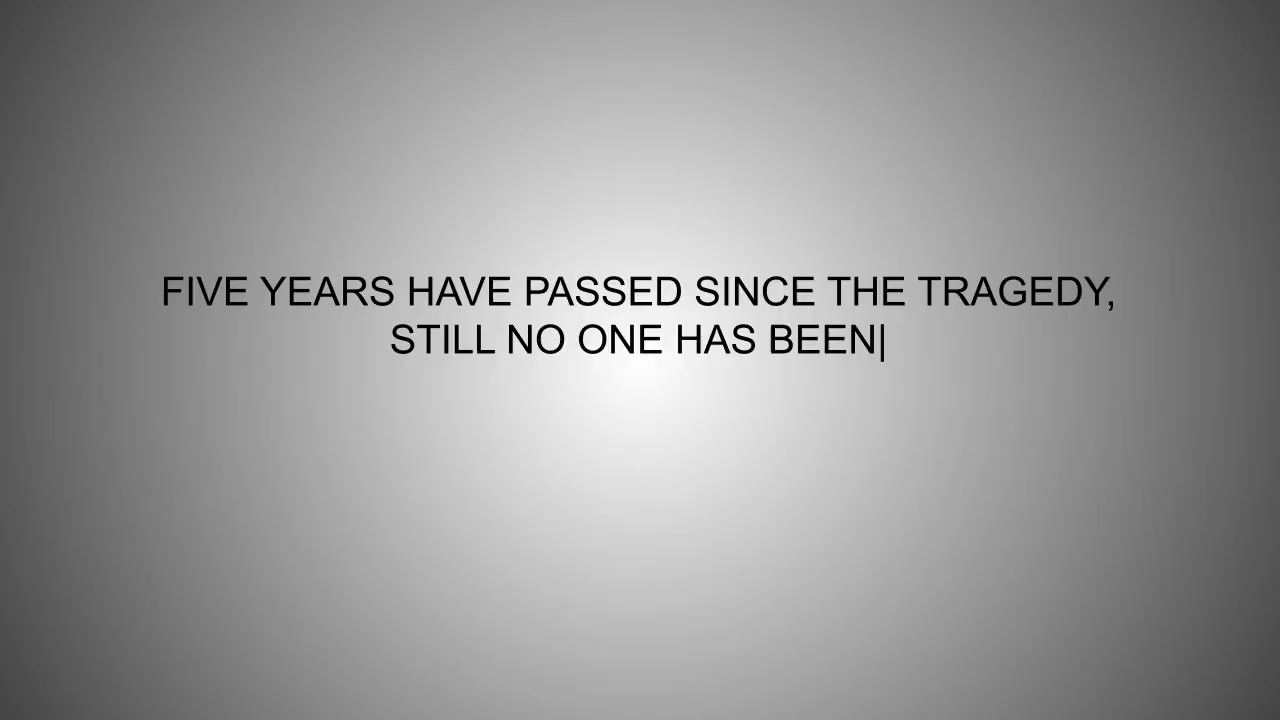 FIVE YEARS HAVE PASSED SINCE THE TRAGEDY,
STILL NO ONE HAS BEEN|